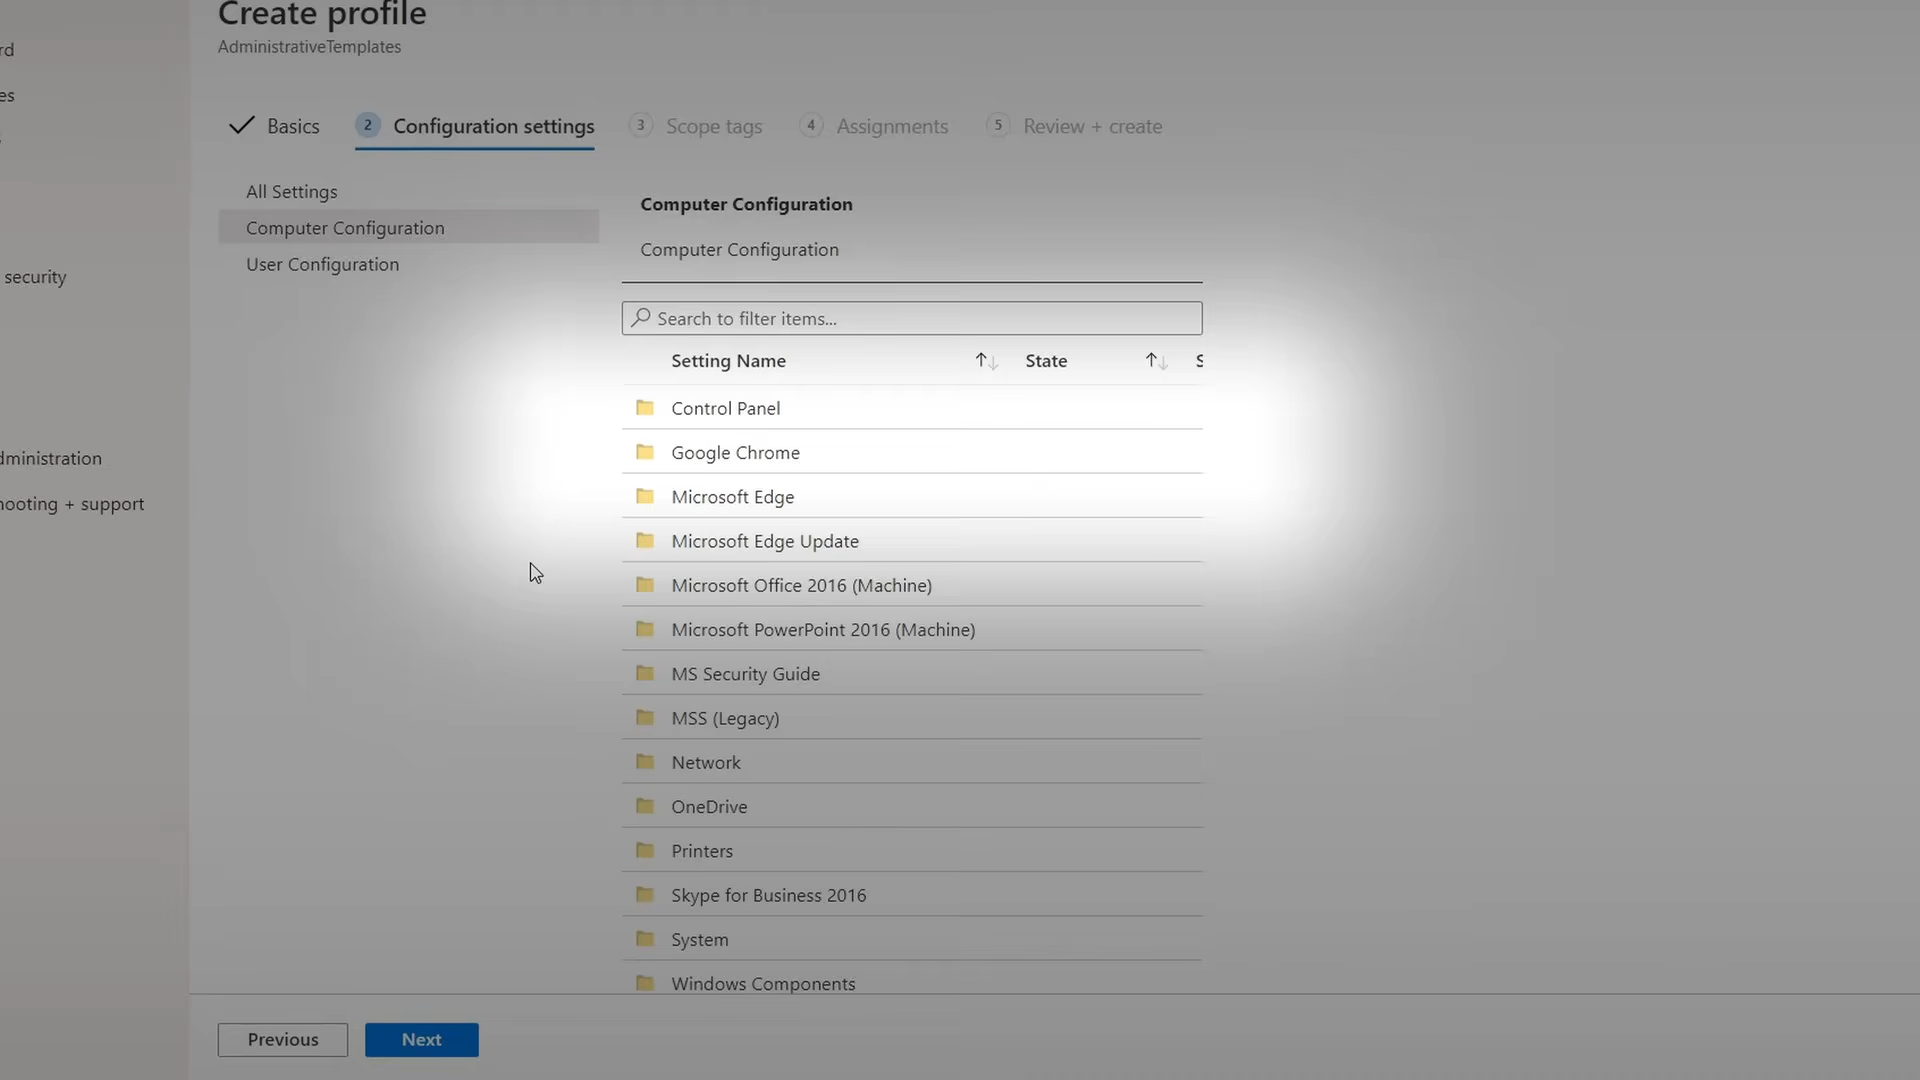 Create profile
AdministrativeTemplates
rd
es
security
dministration
hooting + support
Basics
2 Configuration settings
3 Scope tags
4 Assignments
5 Review + create
All Settings
Computer Configuration
User Configuration
Computer Configuration
Computer Configuration
Search to filter items...
Setting Name
State
S
Control Panel
Google Chrome
Microsoft Edge
Microsoft Edge Update
Microsoft Office 2016 (Machine)
Microsoft PowerPoint 2016 (Machine)
MS Security Guide
MSS (Legacy)
Network
OneDrive
Printers
Skype for Business 2016
System
Windows Components
Previous
Next